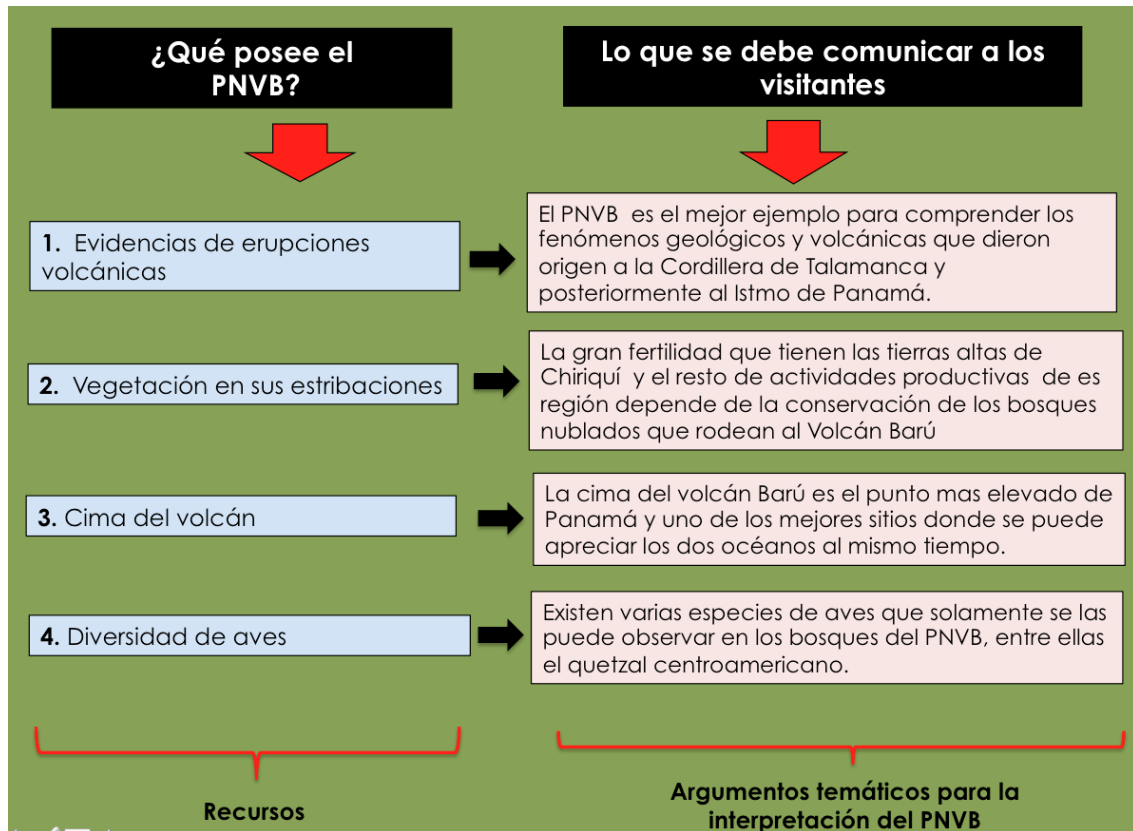 ¿Qué posee el
PNVB?
Lo que se debe comunicar a los
visitantes
1. Evidencias de erupciones
volcánicas
El PNVB es el mejor ejemplo para comprender los
fenómenos geológicos y volcánicas que dieron
origen a la Cordillera de Talamanca y
posteriormente al Istmo de Panamá.
2. Vegetación en sus estribaciones
La gran fertilidad que tienen las tierras altas de
Chiriquí y el resto de actividades productivas de es
región depende de la conservación de los bosques
nublados que rodean al Volcán Barú
3. Cima del volcán
La cima del volcán Barú es el punto mas elevado de
Panamá y uno de los mejores sitios donde se puede
apreciar los dos océanos al mismo tiempo.
4. Diversidad de aves
Existen varias especies de aves que solamente se las
puede observar en los bosques del PNVB, entre ellas
el quetzal centroamericano.
Recursos
Argumentos temáticos para la
interpretación del PNVB